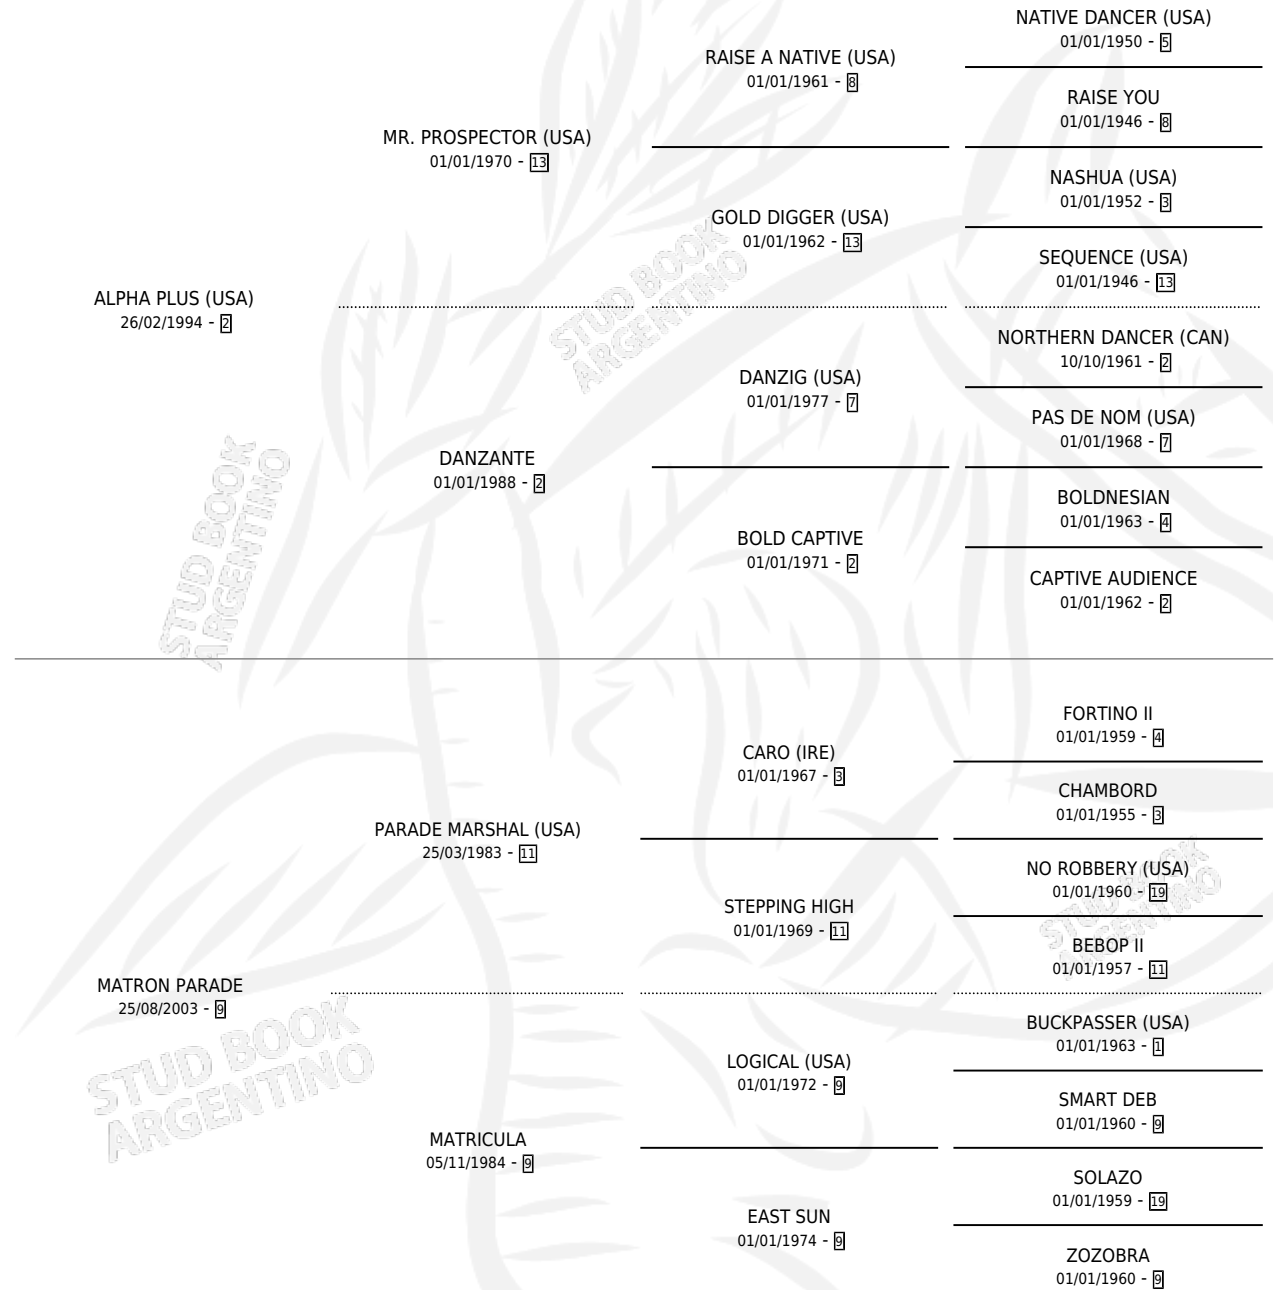 NATIVE DANCER (USA)
01/01/1950 - 5
RAISE A NATIVE (USA)
01/01/1961 - 8
RAISE YOU
01/01/1946 - 8
MR. PROSPECTOR (USA)
01/01/1970 - 13
NASHUA (USA)
01/01/1952 - 3
GOLD DIGGER (USA)
01/01/1962 - 13
SEQUENCE (USA)
01/01/1946 - 13
ALPHA PLUS (USA)
26/02/1994 - 2
NORTHERN DANCER (CAN)
10/10/1961 - 2
DANZIG (USA)
01/01/1977 - 7
PAS DE NOM (USA)
01/01/1968 - 7
DANZANTE
01/01/1988 - 2
BOLDNESIAN
01/01/1963 - 4
BOLD CAPTIVE
01/01/1971 - 2
CAPTIVE AUDIENCE
01/01/1962 - 2
FORTINO II
01/01/1959 - 4
CARO (IRE)
01/01/1967 - 3
CHAMBORD
01/01/1955 - 3
PARADE MARSHAL (USA)
25/03/1983 - 11
NO ROBBERY (USA)
01/01/1960 - 19
STEPPING HIGH
01/01/1969 - 11
BEBOP II
01/01/1957 - 11
MATRON PARADE
25/08/2003 - 9
BUCKPASSER (USA)
01/01/1963 - 1
LOGICAL (USA)
01/01/1972 - 9
SMART DEB
01/01/1960 - 9
MATRICULA
05/11/1984 - 9
SOLAZO
01/01/1959 - 19
EAST SUN
01/01/1974 - 9
ZOZOBRA
01/01/1960 - 9
STUD BOOK
ARGENTINO
STUD BOOK
ARGENTINO
STUD BOOK
ARGENTINO
STUD BOOK
ARGENTINO